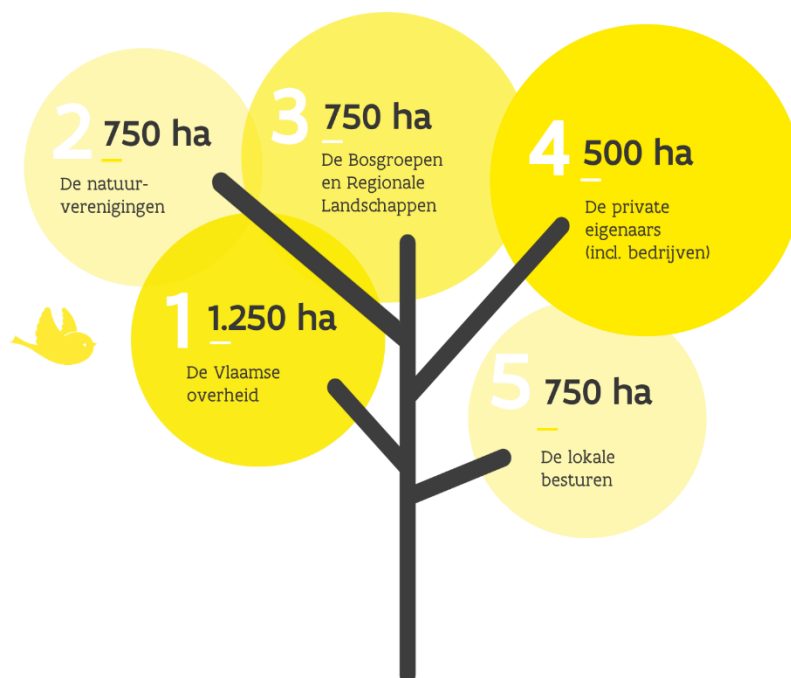 1
1.250 ha
De Vlaamse
overheid
2
750 ha
De natuur-
verenigingen
3
750 ha
De Bosgroepen
en Regionale
Landschappen
4
500 ha
De private
eigenaars
(incl. bedrijven)
5
750 ha
De lokale
besturen